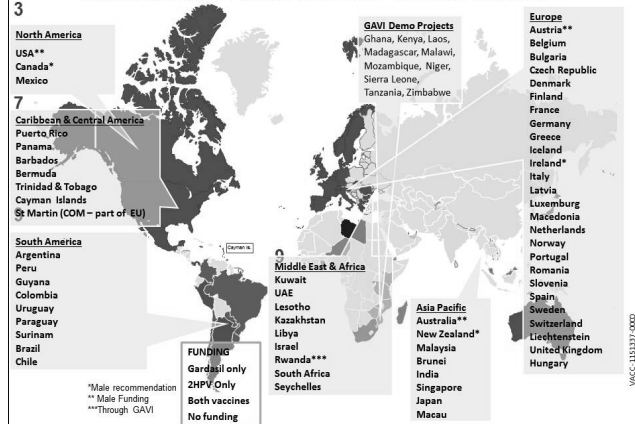 3
North America
USA**
Canada*
Mexico
7
Caribbean & Central America
Puerto Rico
Panama
Barbados
Bermuda
Trinidad & Tobago
Cayman Islands
St Martin (COM – part of EU)
9
South America
Argentina
Peru
Guyana
Colombia
Uruguay
Paraguay
Surinam
Brazil
Chile
*Male recommendation
** Male Funding
***Through GAVI
Cayman Is.
FUNDING
Gardasil only
2HPV Only
Both vaccines
No funding
9
Middle East & Africa
Kuwait
UAE
Lesotho
Kazakhstan
Libya
Israel
Rwanda***
South Africa
Seychelles
GAVI Demo Projects
Ghana, Kenya, Laos,
Madagascar, Malawi,
Mozambique, Niger,
Sierra Leone,
Tanzania, Zimbabwe
Asia Pacific
Australia**
New Zealand*
Malaysia
Brunei
India
Singapore
Japan
Macau
Europe
Austria**
Belgium
Bulgaria
Czech Republic
Denmark
Finland
France
Germany
Greece
Iceland
Ireland*
Italy
Latvia
Luxemburg
Macedonia
Netherlands
Norway
Portugal
Romania
Slovenia
Spain
Sweden
Switzerland
Liechtenstein
United Kingdom
Hungary
VACC-1151337-0000